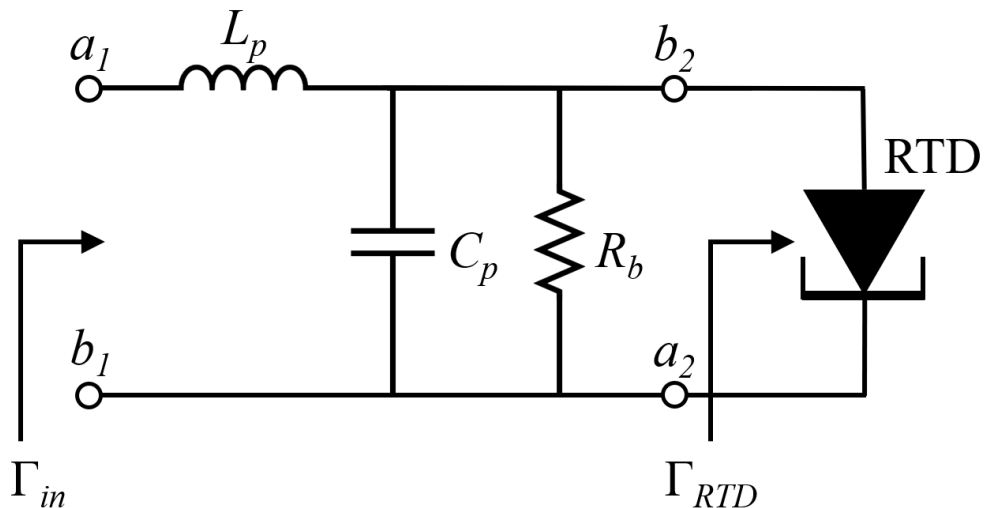 a1 Lp b2
RTD
Cp Rb
b1 a2
Γin ΓRTD